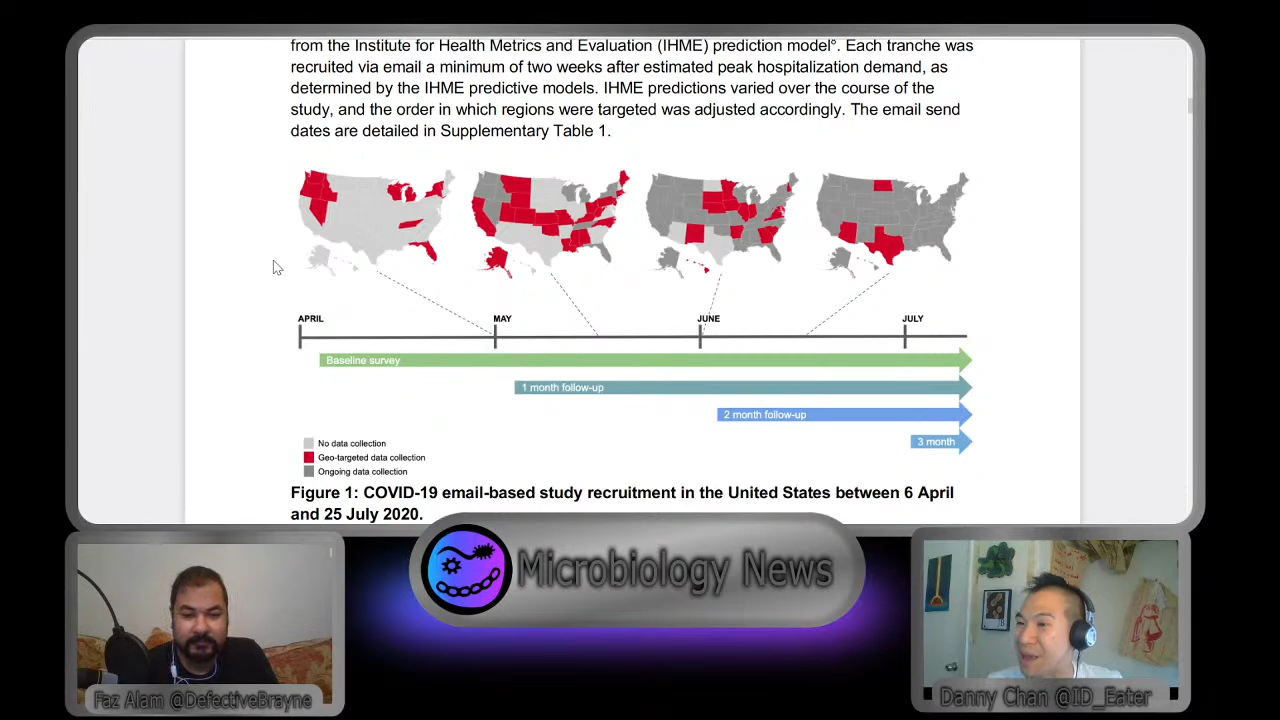 from the Institute for Health Metrics and Evaluation (IHME) prediction model°. Each tranche was
recruited via email a minimum of two weeks after estimated peak hospitalization demand, as
determined by the IHME predictive models. IHME predictions varied over the course of the
study, and the order in which regions were targeted was adjusted accordingly. The email send
dates are detailed in Supplementary Table 1.
APRIL MAY JUNE JULY
Baseline survey
1 month follow-up
2 month follow-up
3 month
No data collection
Geo-targeted data collection
Ongoing data collection
Figure 1: COVID-19 email-based study recruitment in the United States between 6 April
and 25 July 2020.
Microbiology News
Faz Alam @DefectiveBrayne
Danny Chan @ID_Eater